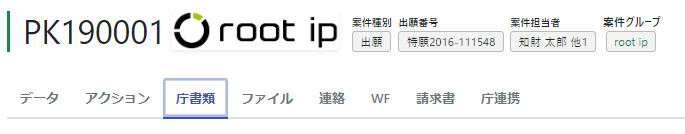 PK190001 root ip
案件種別 出願番号 案件担当者 案件グループ
出願 特願2016-111548 知財 太郎 他1 root ip
データ アクション 庁書類 ファイル 連絡 WF 請求書 庁連携